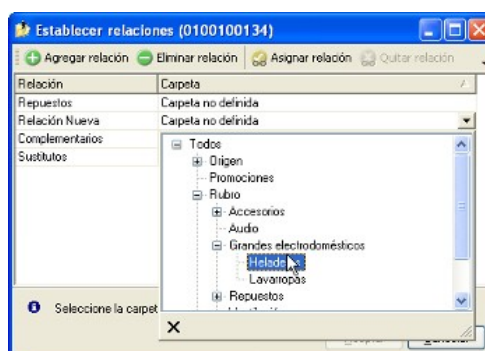 Establecer relaciones (0100100134)
Agregar relación Eliminar relación Asignar relación Quitar relación
Relación Carpeta
Repuestos Carpeta no definida
Relación Nueva Carpeta no definida
Complementarios
Sustitutos
Todos
Origen
Promociones
Rubro
Accesorios
Audio
Grandes electrodomésticos
Lavarropas
Repuestos
Seleccione la carpet